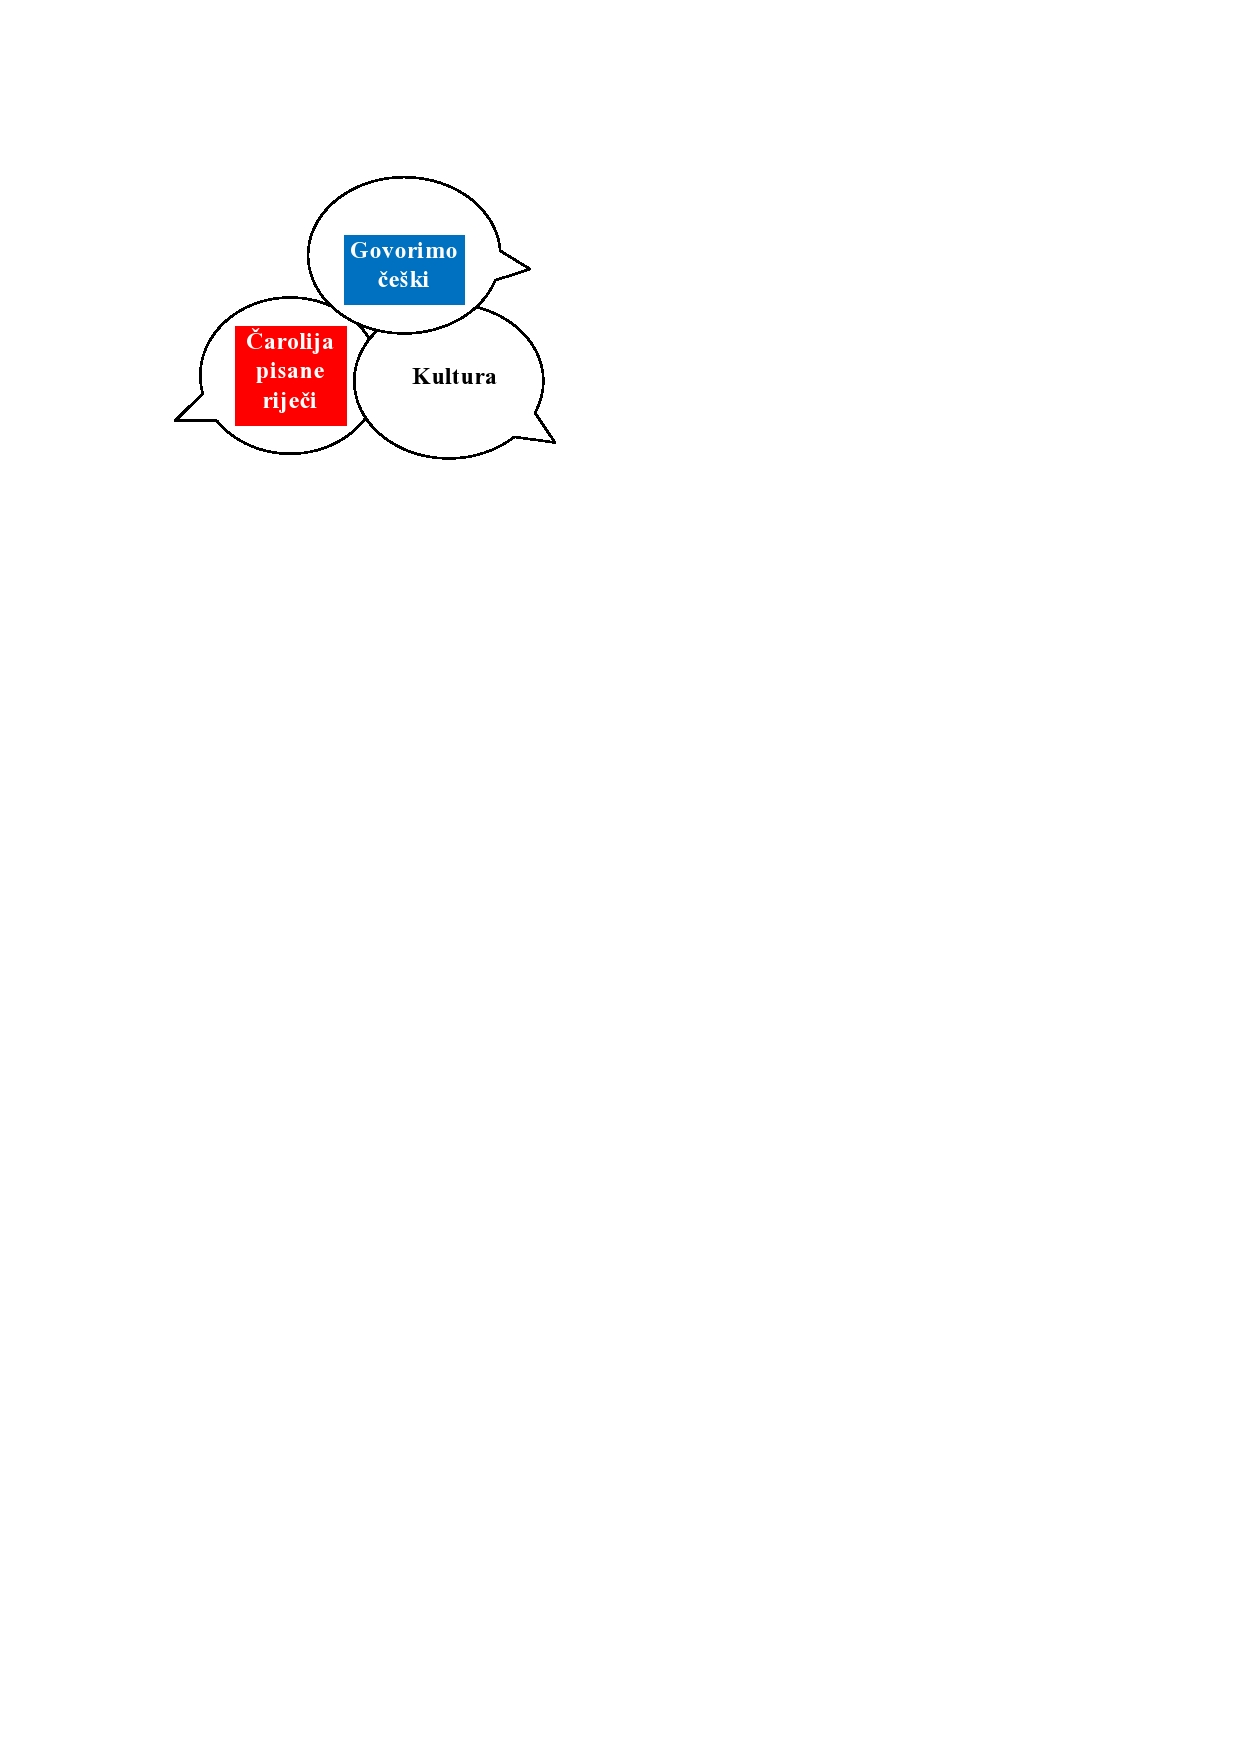 Govorimo
češki
Čarolija
pisane
riječi
Kultura